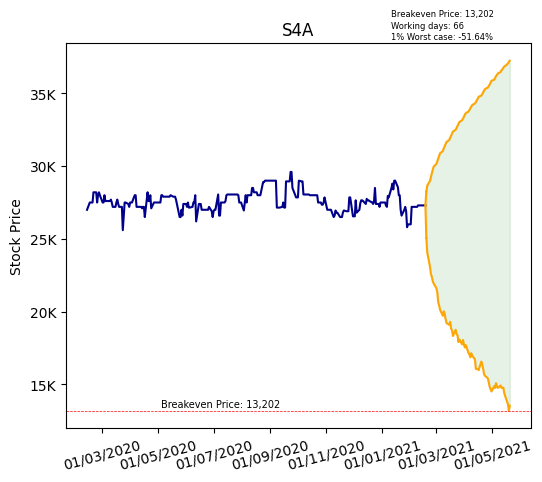 Breakeven Price: 13,202
Working days: 66
1% Worst case: -51.64%
S4A
Stock Price
35K
30K
25K
20K
15K
Breakeven Price: 13,202
01/03/2020
01/05/2020
01/07/2020
01/09/2020
01/11/2020
01/01/2021
01/03/2021
01/05/2021